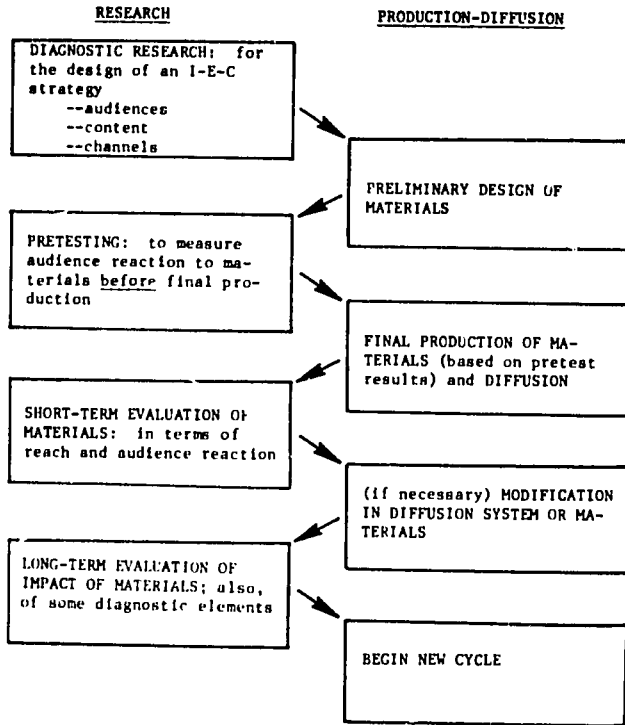 RESEARCH
PRODUCTION-DIFFUSION
DIAGNOSTIC RESEARCH: for
the design of an I-E-C
strategy
--audiences
--content
--channels
PRELIMINARY DESIGN OF
MATERIALS
PRETESTING: to measure
audience reaction to ma-
terials before final pro-
duction
FINAL PRODUCTION OF MA-
TERIALS (based on pretest
results) and DIFFUSION
SHORT-TERM EVALUATION OF
MATERIALS: in terms of
reach and audience reaction
(if necessary) MODIFICATION
IN DIFFUSION SYSTEM OR MA-
TERIALS
LONG-TERM EVALUATION OF
IMPACT OF MATERIALS; also,
of some diagnostic elements
BEGIN NEW CYCLE